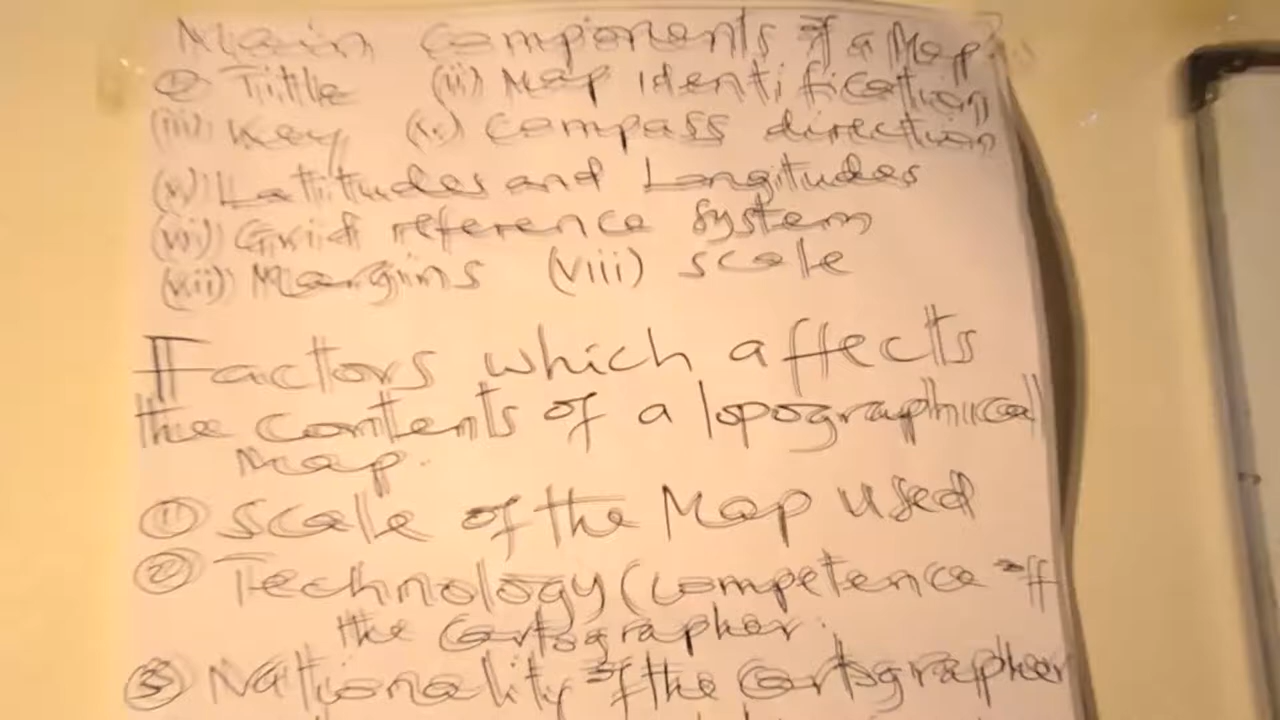 Main Components of a Map
(i) Tittle (ii) Map Identification
(iii) Key (iv) Compass direction
(v) Lattitudes and Longitudes
(vi) Grid reference System
(vii) Margins (viii) scale
Factors which affects
the contents of a Topographical
Map.
(1) Scale of the Map used
(2) Technology (Competence of
the Cartographer.
(3) Nationality of the Cartographer